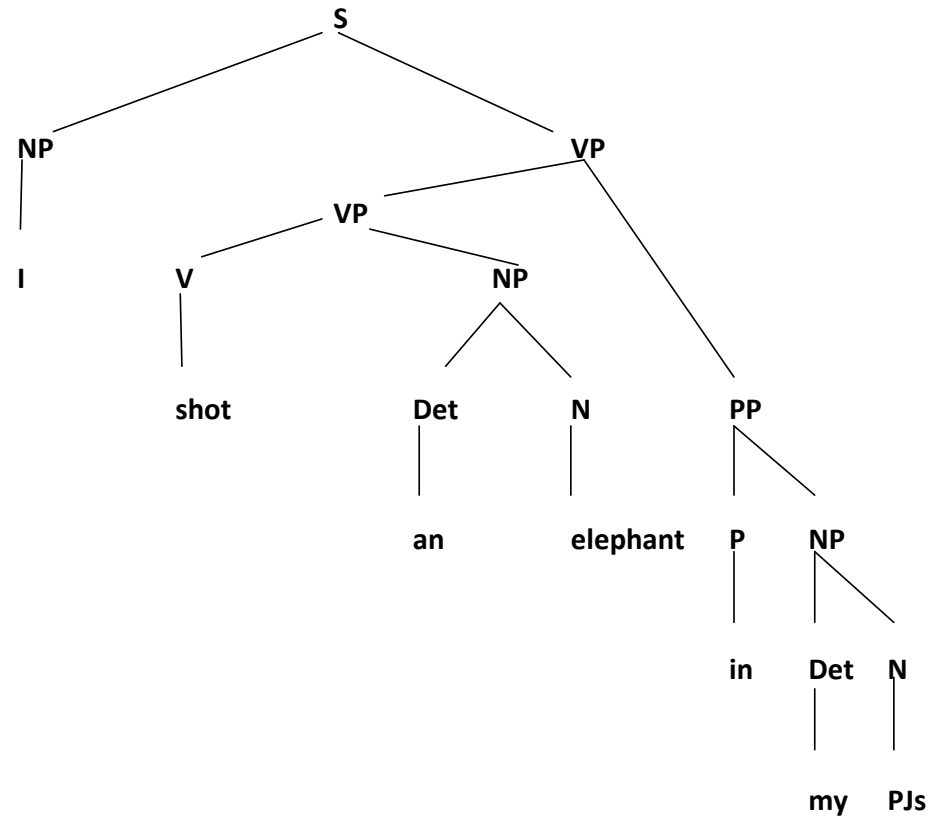 S
NP VP
VP
I V NP
shot Det N PP
an elephant P NP
in Det N
my PJs